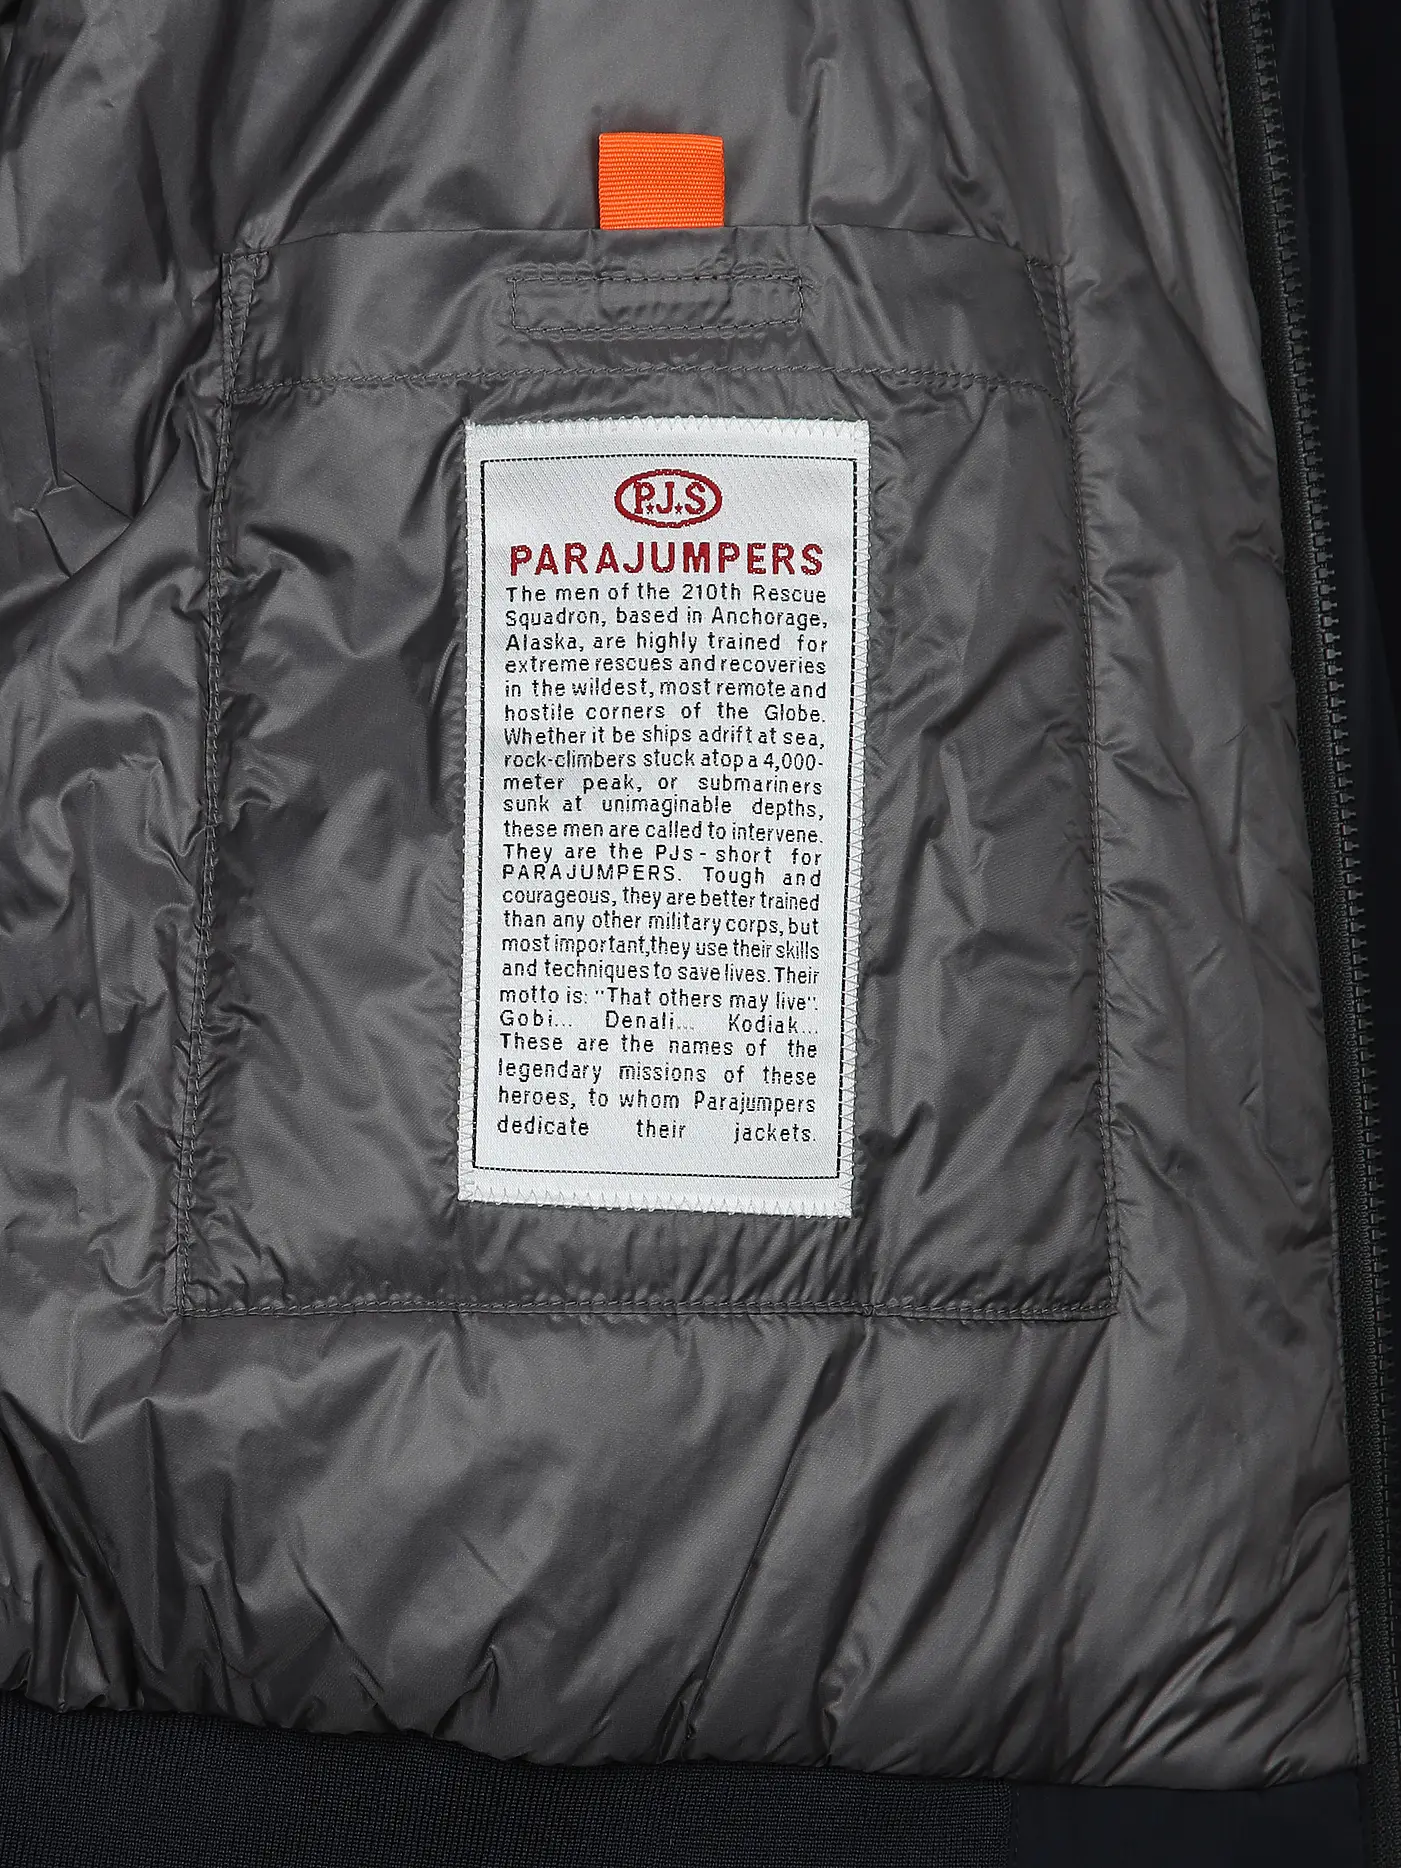 P.J.S
PARAJUMPERS
The men of the 210th Rescue
Squadron, based in Anchorage,
Alaska, are highly trained for
extreme rescues and recoveries
in the wildest, most remote and
hostile corners of the Globe.
Whether it be ships adrift at sea,
rock-climbers stuck atop a 4,000-
meter peak, or submariners
sunk at unimaginable depths,
these men are called to intervene.
They are the PJs - short for
PARAJUMPERS. Tough and
courageous, they are better trained
than any other military corps, but
most important,they use their skills
and techniques to save lives. Their
motto is: "That others may live".
Gobi... Denali... Kodiak...
These are the names of the
legendary missions of these
heroes, to whom Parajumpers
dedicate their jackets.